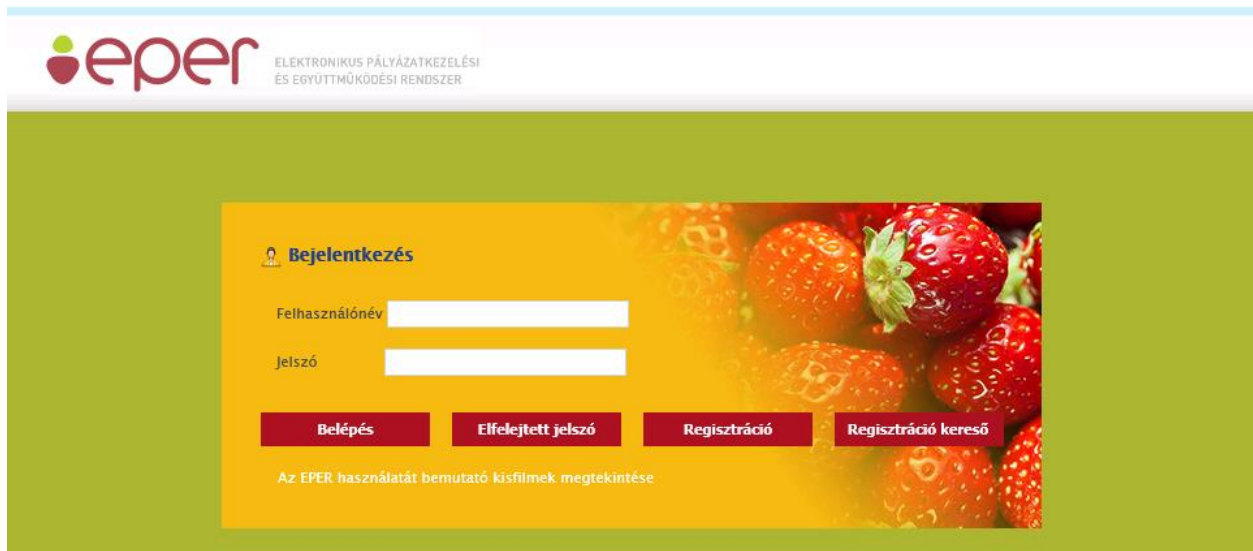 eper
ELEKTRONIKUS PÁLYÁZATKEZELÉSI
ÉS EGYÜTTMŰKÖDÉSI RENDSZER
Bejelentkezés
Felhasználónév
Jelszó
Belépés Elfelejtett jelszó Regisztráció Regisztráció kereső
Az EPER használatát bemutató kisfilmek megtekintése